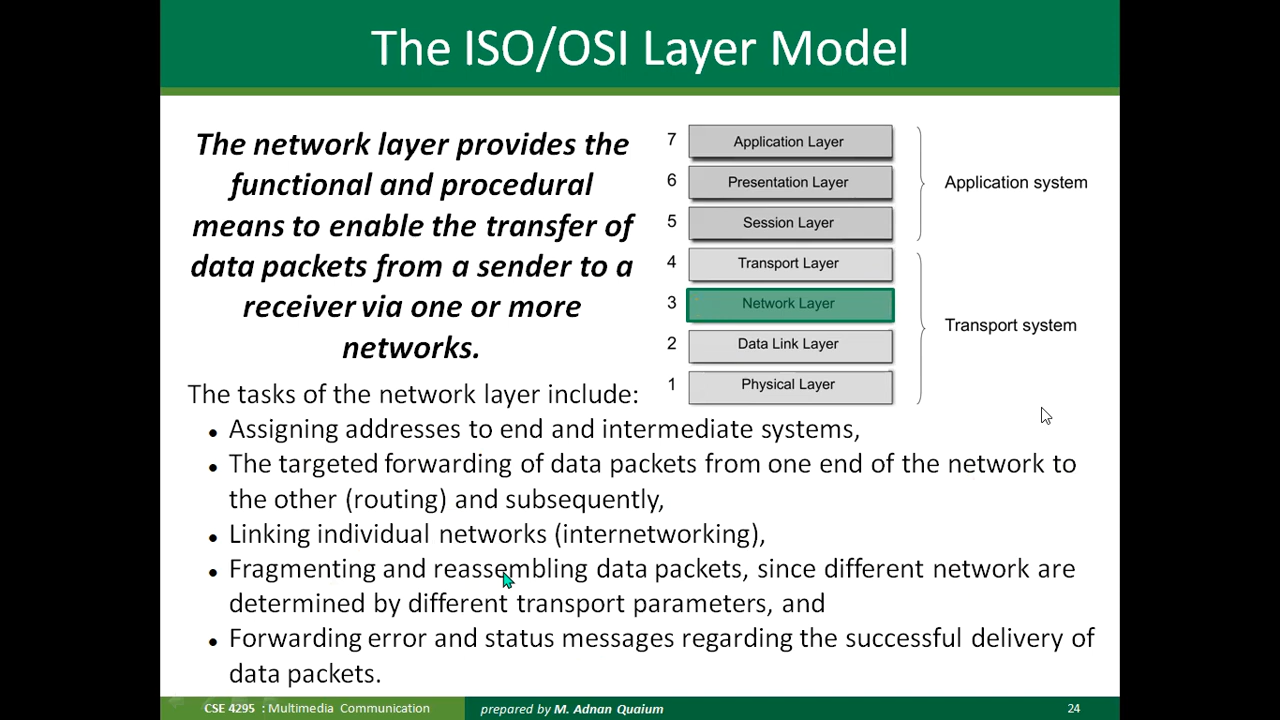 The ISO/OSI Layer Model
The network layer provides the
functional and procedural
means to enable the transfer of
data packets from a sender to a
receiver via one or more
networks.
7 Application Layer
6 Presentation Layer
5 Session Layer
4 Transport Layer
3 Network Layer
2 Data Link Layer
1 Physical Layer
Application system
Transport system
The tasks of the network layer include:
• Assigning addresses to end and intermediate systems,
• The targeted forwarding of data packets from one end of the network to
the other (routing) and subsequently,
• Linking individual networks (internetworking),
• Fragmenting and reassembling data packets, since different network are
determined by different transport parameters, and
• Forwarding error and status messages regarding the successful delivery of
data packets.
CSE 4295 : Multimedia Communication
prepared by M. Adnan Quaium
24